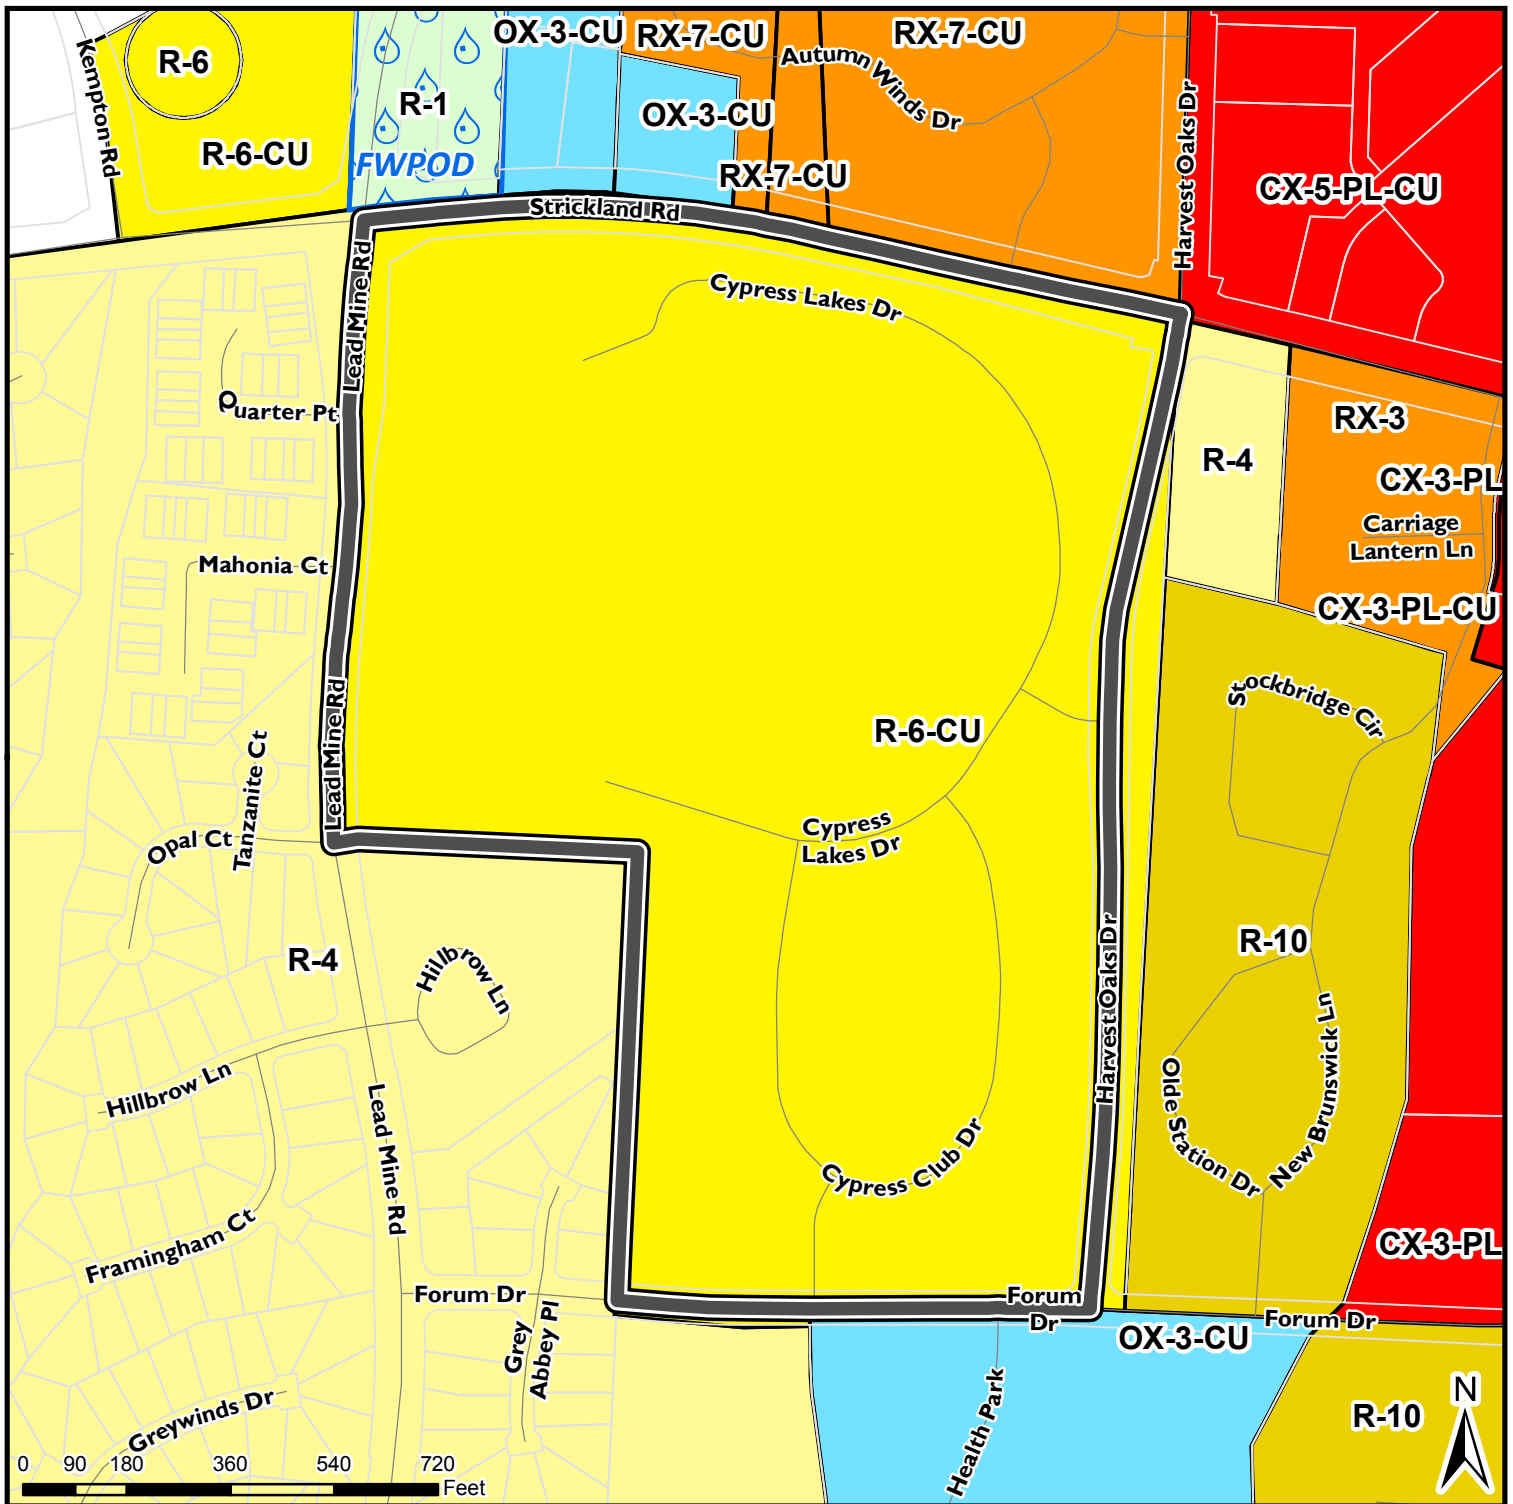 OX-3-CU
RX-7-CU
RX-7-CU
Kempton Rd
R-6
Autumn Winds Dr
R-1
OX-3-CU
Harvest Oaks Dr
R-6-CU
FWPOD
RX-7-CU
CX-5-PL-CU
Strickland Rd
Lead Mine Rd
Cypress Lakes Dr
Quarter Pt
RX-3
R-4
CX-3-PL
Carriage
Lantern Ln
Mahonia Ct
CX-3-PL-CU
Stockbridge Cir
Lead Mine Rd
R-6-CU
Tanzanite Ct
Opal Ct
Cypress
Lakes Dr
R-4
Hillbrow Ln
R-10
Harvest Oaks Dr
Hillbrow Ln
Lead Mine Rd
Olde Station Dr
New Brunswick Ln
Cypress Club Dr
Framingham Ct
CX-3-PL
Forum Dr
Forum
Dr
Forum Dr
Grey
Abbey Pl
OX-3-CU
Health Park
Greywinds Dr
R-10
N
0 90 180 360 540 720
Feet